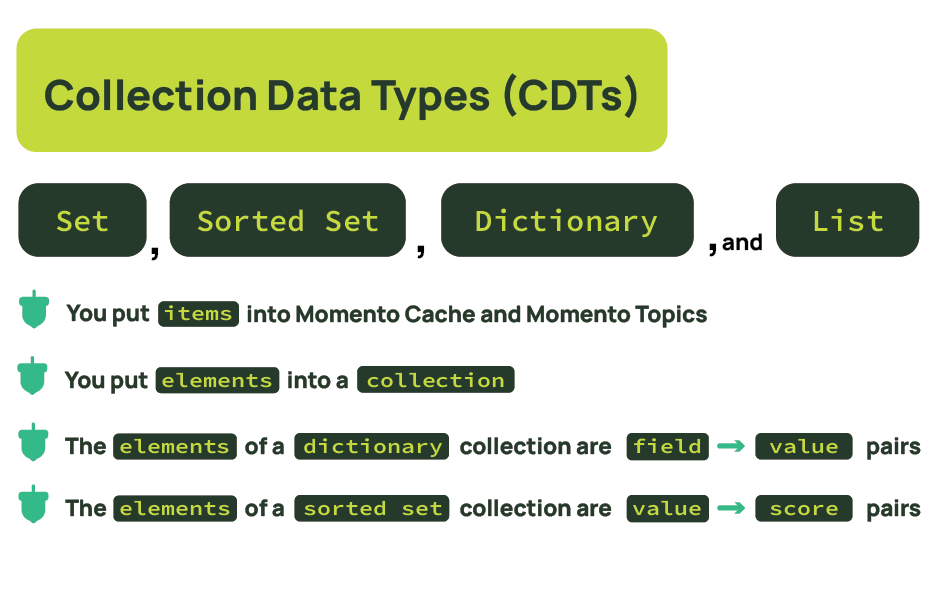 Collection Data Types (CDTs)
Set, Sorted Set, Dictionary, and List
You put items into Momento Cache and Momento Topics
You put elements into a collection
The elements of a dictionary collection are field → value pairs
The elements of a sorted set collection are value → score pairs